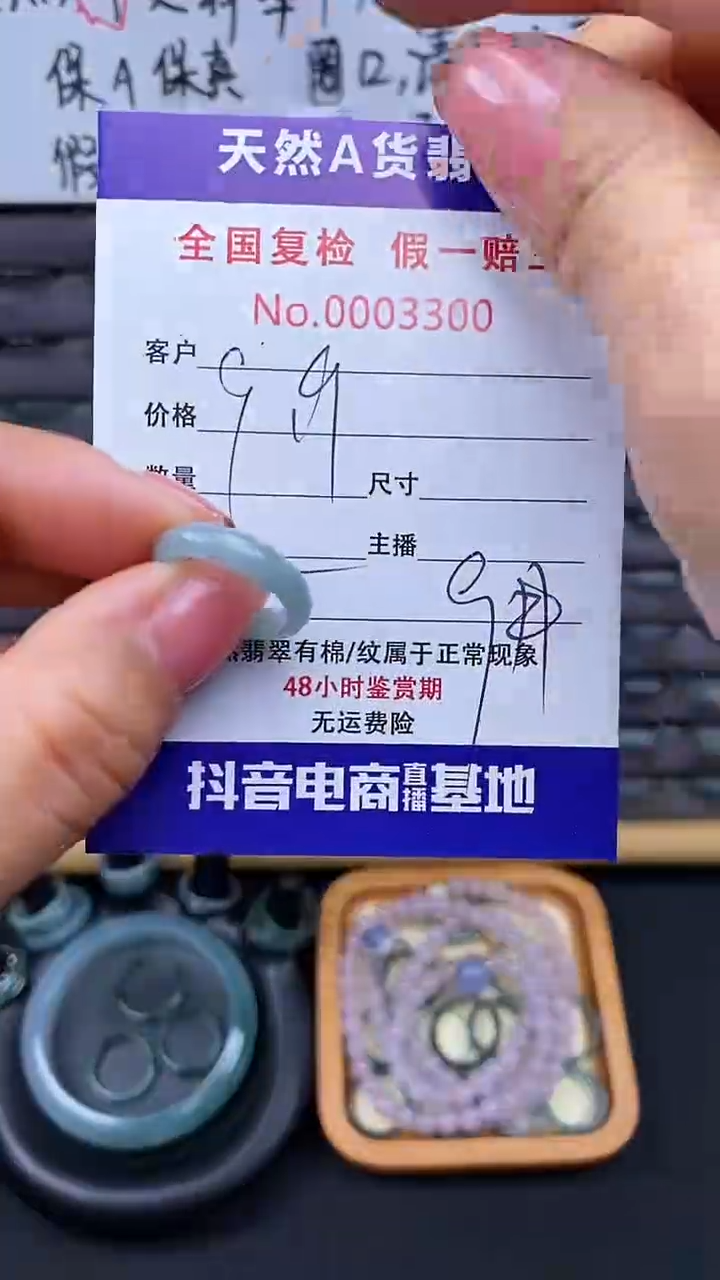 保A保真 圈口,
假
天然A货翡
全国复检 假一赔
No.0003300
客户
价格
数量 尺寸
主播
翡翠有棉/纹属于正常现象
48小时鉴赏期
无运费险
抖音电商直播基地